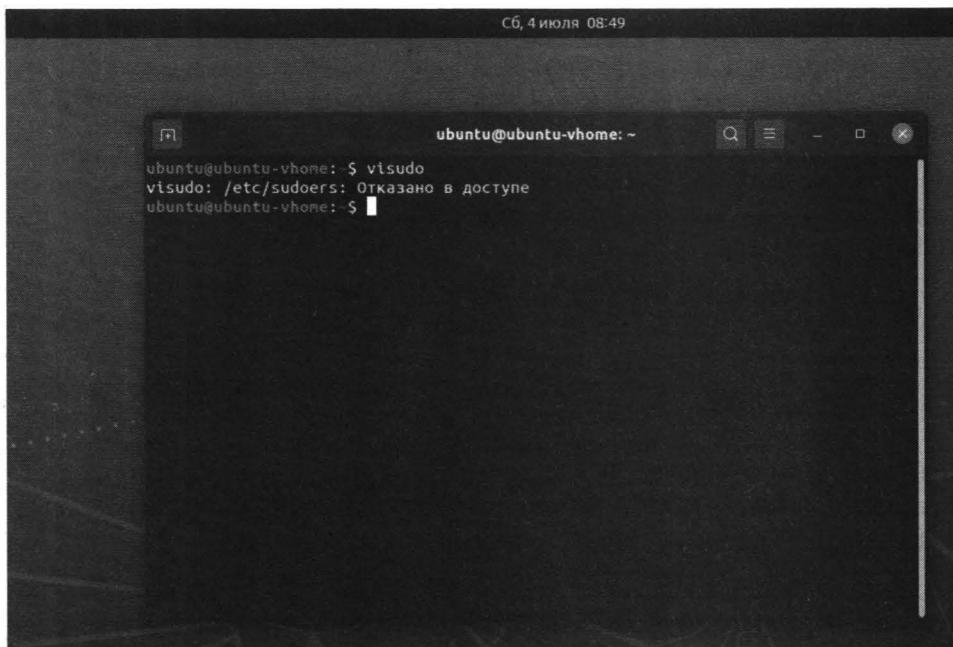 Сб, 4 июля 08:49
ubuntu@ubuntu-vhome: ~
ubuntu@ubuntu-vhome:~$ visudo
visudo: /etc/sudoers: Отказано в доступе
ubuntu@ubuntu-vhome:~$